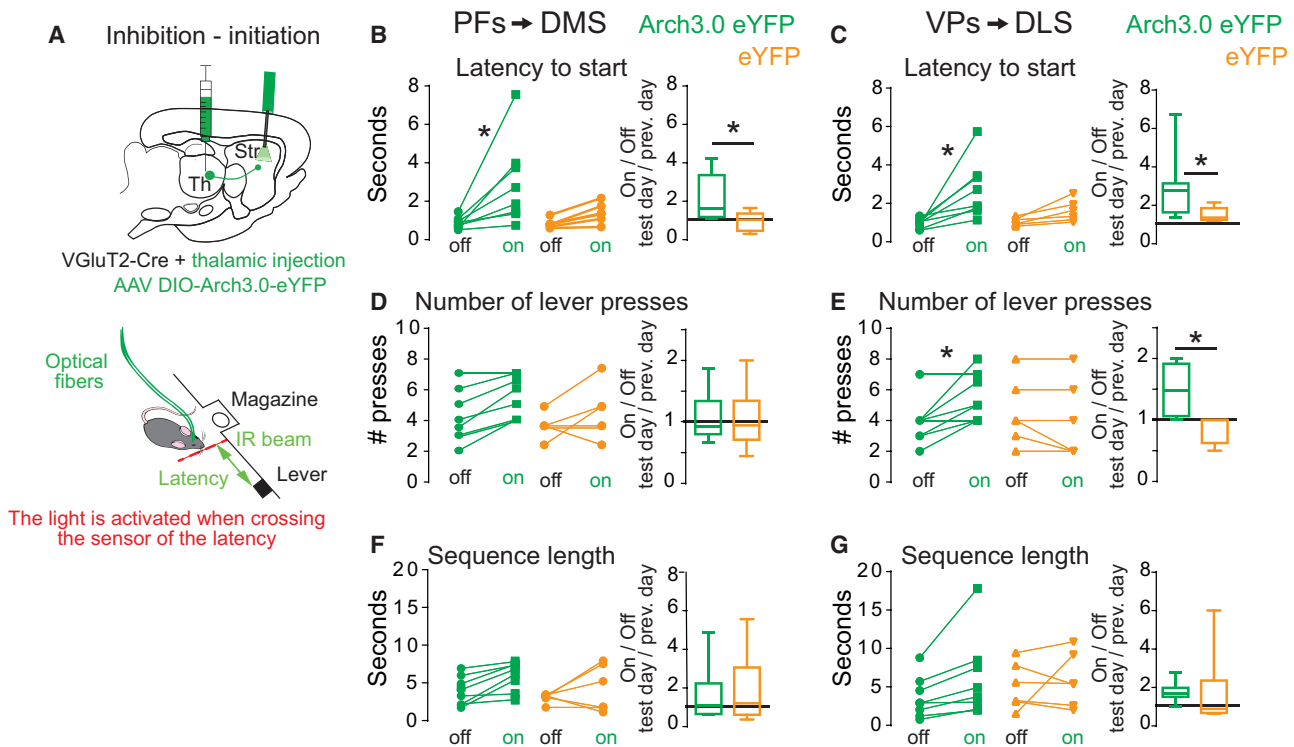 A
Inhibition - initiation
Str
Th
VGluT2-Cre + thalamic injection
AAV DIO-Arch3.0-eYFP
Optical
fibers
Magazine
IR beam
Latency
Lever
The light is activated when crossing
the sensor of the latency
B
PFs → DMS
Arch3.0 eYFP
eYFP
Latency to start
Seconds
8
6
4
2
0
*
off
on
off
on
On / Off
test day / prev. day
8
6
4
2
0
*
C
VPs → DLS
Arch3.0 eYFP
eYFP
Latency to start
Seconds
8
6
4
2
0
*
off
on
off
on
On / Off
test day / prev. day
8
6
4
2
0
*
D
Number of lever presses
# presses
10
8
6
4
2
0
off
on
off
on
On / Off
test day / prev. day
2
1
0
E
Number of lever presses
# presses
10
8
6
4
2
0
*
off
on
off
on
On / Off
test day / prev. day
2
1
0
*
F
Sequence length
Seconds
20
15
10
5
0
off
on
off
on
On / Off
test day / prev. day
8
6
4
2
0
G
Sequence length
Seconds
20
15
10
5
0
off
on
off
on
On / Off
test day / prev. day
8
6
4
2
0